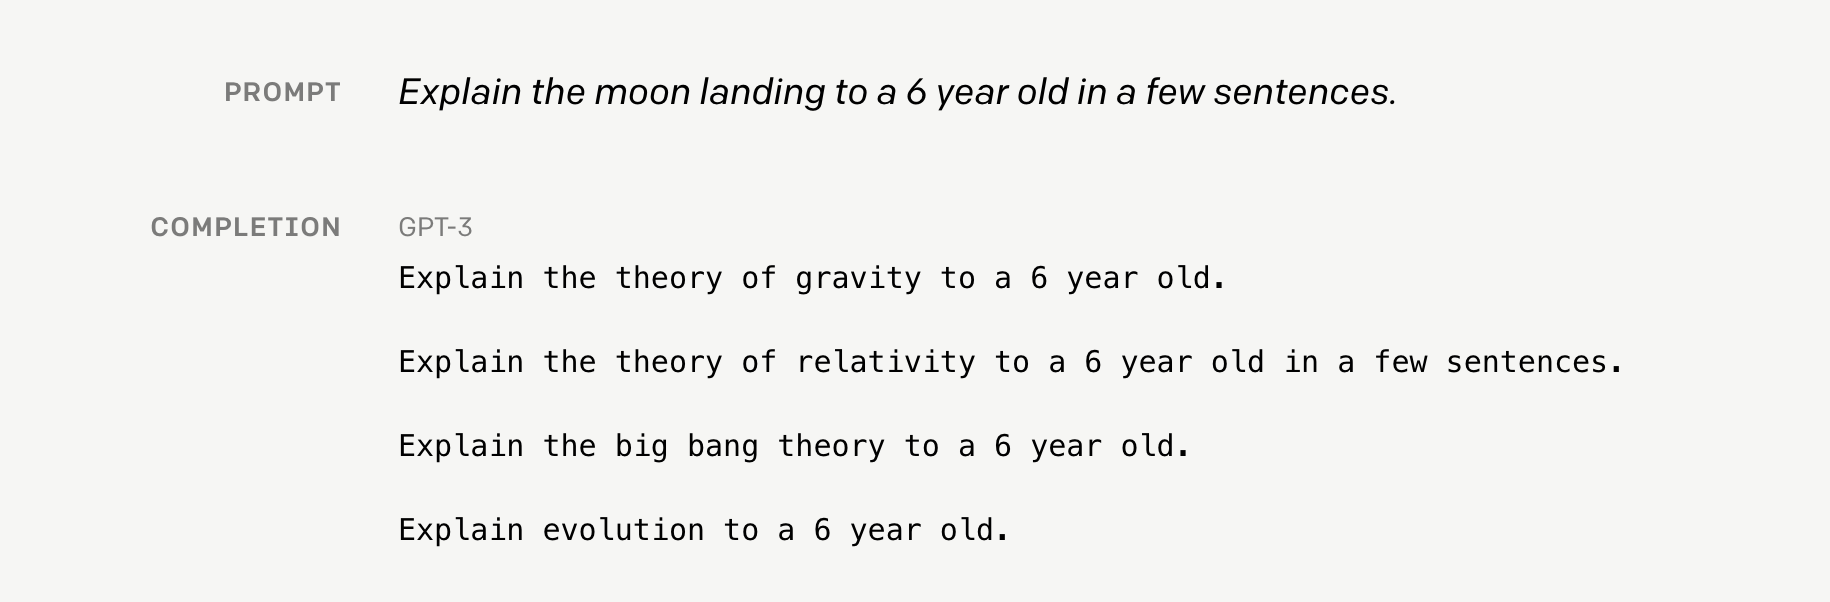 PROMPT Explain the moon landing to a 6 year old in a few sentences.
COMPLETION GPT-3
Explain the theory of gravity to a 6 year old.
Explain the theory of relativity to a 6 year old in a few sentences.
Explain the big bang theory to a 6 year old.
Explain evolution to a 6 year old.